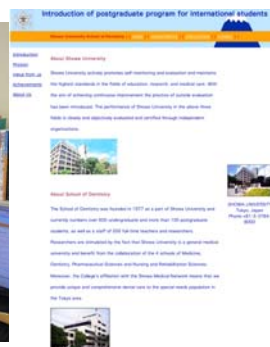 Introduction of postgraduate program for international students
Showa University School of Dentistry
Introduction
Mission
Achievements
About Us
About Showa University
Showa University actively promotes self-monitoring and evaluation and maintains
the highest standards in the fields of education, research, and medical care. With
the aim of achieving continuous improvement the practice of outside evaluation
has been introduced. The performance of Showa University in the above three
fields is closely and objectively evaluated and certified through independent
organizations.
About School of Dentistry
The School of Dentistry was founded in 1977 as a part of Showa University and
currently numbers over 600 undergraduate and more than 100 postgraduate
students, as well as a staff of 200 full-time teachers and researchers.
Researchers are stimulated by the fact that Showa University is a general medical
university and benefit from the collaboration of the 4 schools of Medicine,
Dentistry, Pharmaceutical Sciences and Nursing and Rehabilitation Sciences.
Moreover, the College's affiliation with the Showa Medical Network means that we
provide unique and comprehensive dental care to the special-needs population in
the Tokyo area.
SHOWA UNIVERSITY
Tokyo, Japan